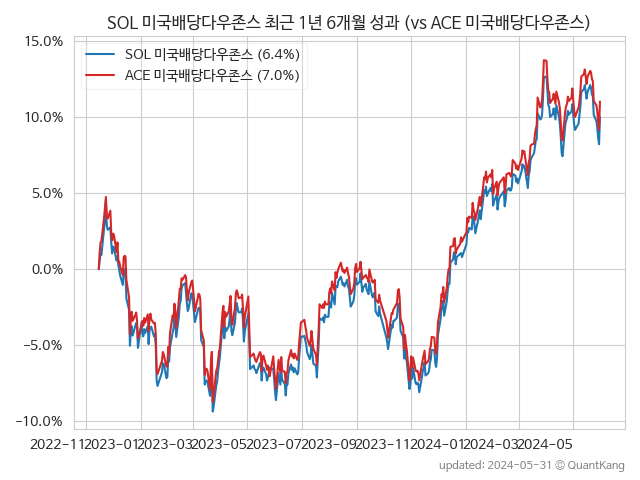 SOL 미국배당다우존스 최근 1년 6개월 성과 (vs ACE 미국배당다우존스)
15.0%
SOL 미국배당다우존스 (6.4%)
ACE 미국배당다우존스 (7.0%)
10.0%
5.0%
0.0%
−5.0%
−10.0%
2022-11 2023-01 2023-03 2023-05 2023-07 2023-09 2023-11 2024-01 2024-03 2024-05
updated: 2024-05-31 © QuantKang